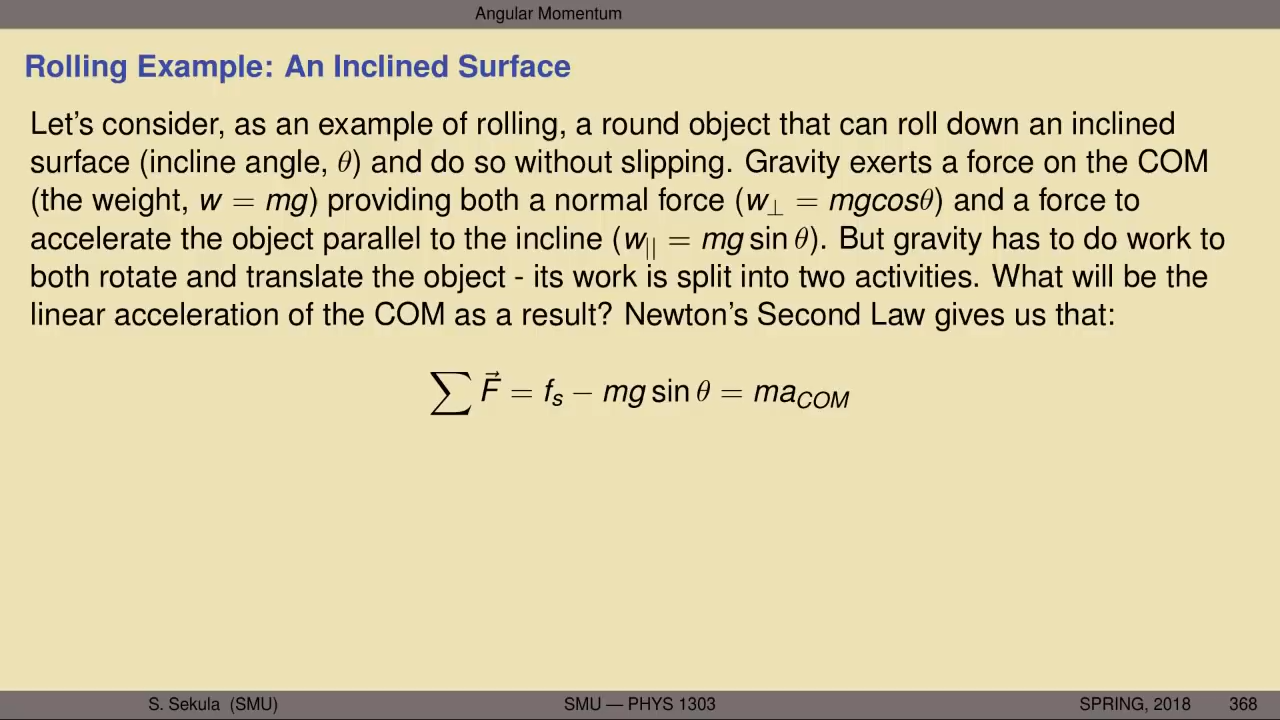 Angular Momentum
Rolling Example: An Inclined Surface
Let's consider, as an example of rolling, a round object that can roll down an inclined
surface (incline angle, θ) and do so without slipping. Gravity exerts a force on the COM
(the weight, w = mg) providing both a normal force (w⊥ = mgcosθ) and a force to
accelerate the object parallel to the incline (w|| = mg sin θ). But gravity has to do work to
both rotate and translate the object - its work is split into two activities. What will be the
linear acceleration of the COM as a result? Newton's Second Law gives us that:
∑ F⃗ = fₛ − mg sin θ = ma_COM
S. Sekula (SMU) SMU — PHYS 1303 SPRING, 2018 368